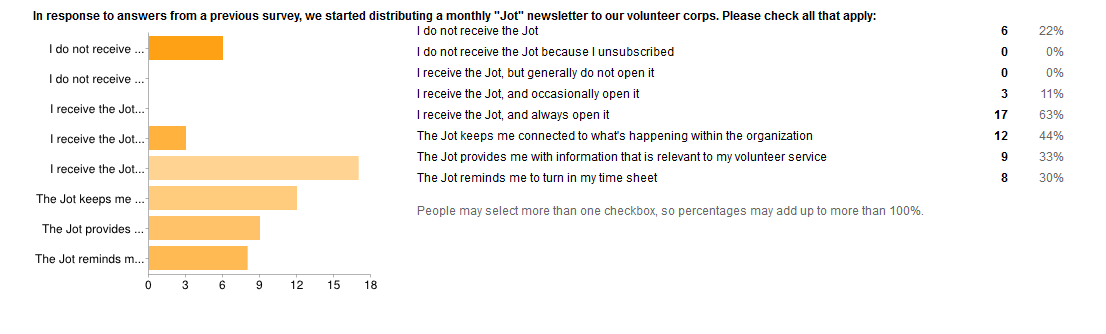 In response to answers from a previous survey, we started distributing a monthly "Jot" newsletter to our volunteer corps. Please check all that apply:
I do not receive ...
I do not receive ...
I receive the Jot...
I receive the Jot...
I receive the Jot...
The Jot keeps me ...
The Jot provides ...
The Jot reminds m...
0 3 6 9 12 15 18
I do not receive the Jot 6 22%
I do not receive the Jot because I unsubscribed 0 0%
I receive the Jot, but generally do not open it 0 0%
I receive the Jot, and occasionally open it 3 11%
I receive the Jot, and always open it 17 63%
The Jot keeps me connected to what's happening within the organization 12 44%
The Jot provides me with information that is relevant to my volunteer service 9 33%
The Jot reminds me to turn in my time sheet 8 30%
People may select more than one checkbox, so percentages may add up to more than 100%.